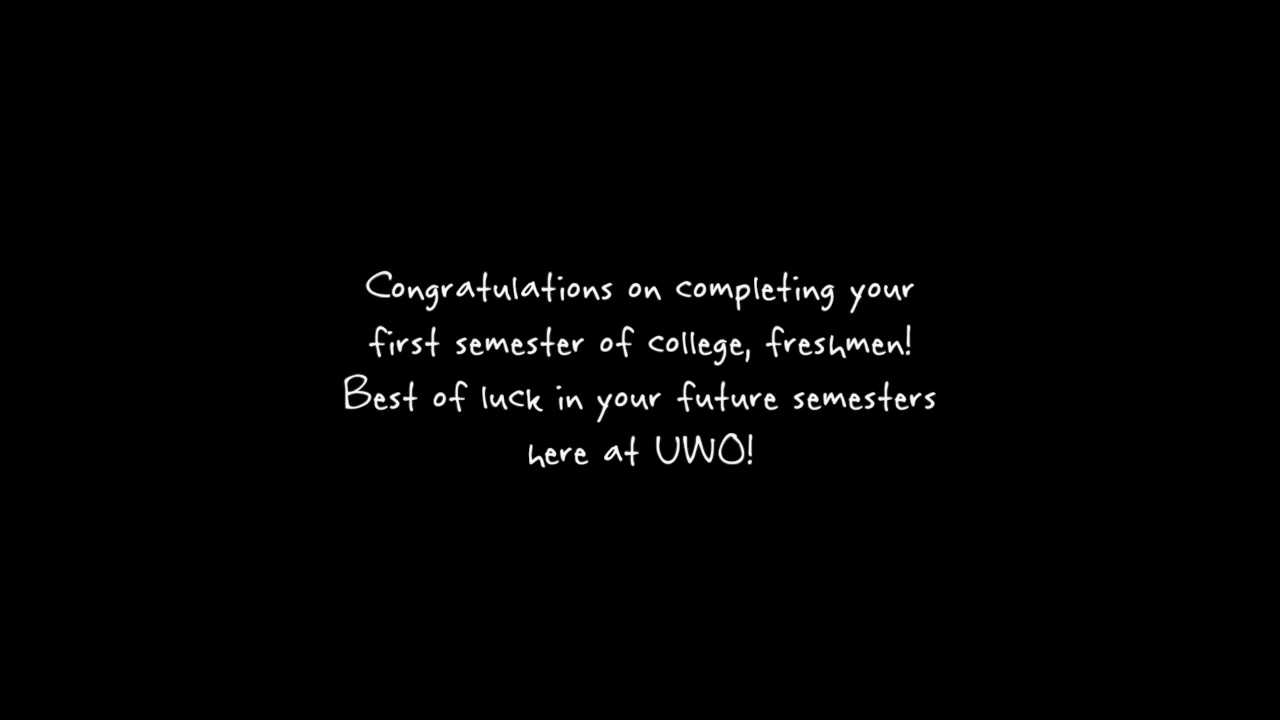 Congratulations on completing your
first semester of college, freshmen!
Best of luck in your future semesters
here at UWO!